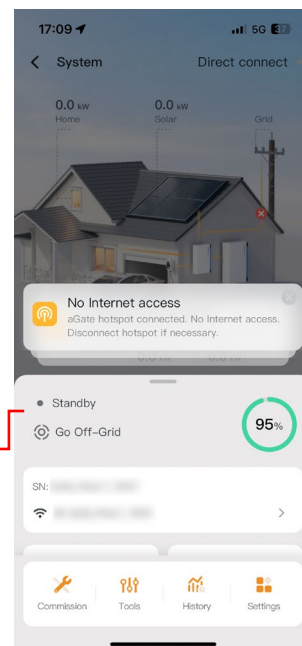 17:09
5G 37
System
Direct connect
0.0 kW
0.0 kW
Home
Solar
Grid
No Internet access
aGate hotspot connected. No Internet access.
Disconnect hotspot if necessary.
Standby
Go Off-Grid
95%
SN:
Commission
Tools
History
Settings